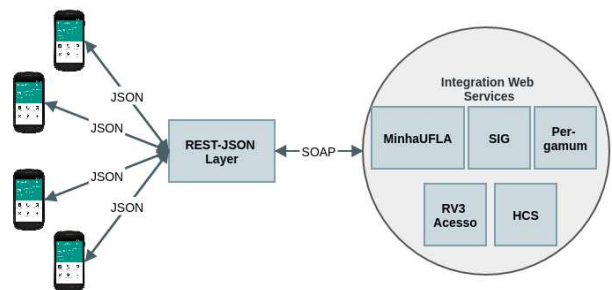 JSON
JSON
JSON
JSON
REST-JSON
Layer
SOAP
Integration Web
Services
MinhaUFLA
SIG
Per-
gamum
RV3
Acesso
HCS